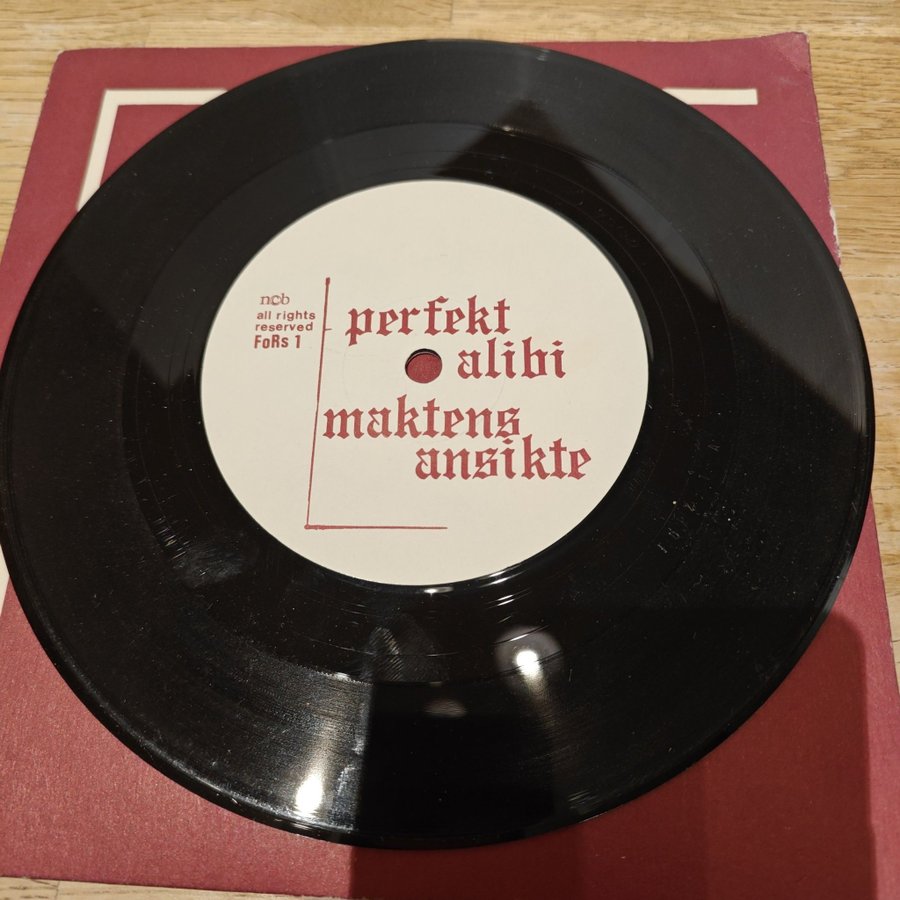 ncb
all rights
reserved
FoRs 1
perfekt
alibi
maktens
ansikte